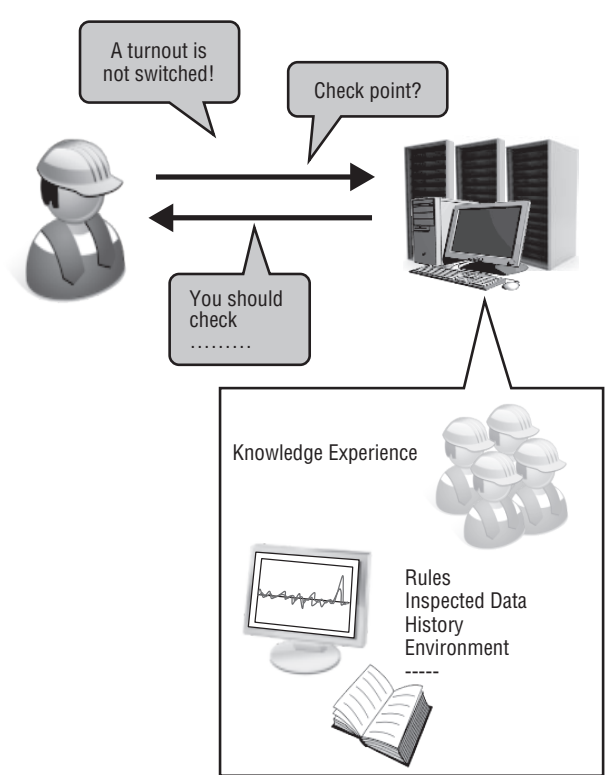 A turnout is
not switched!
Check point?
You should
check
.........
Knowledge Experience
Rules
Inspected Data
History
Environment
-----